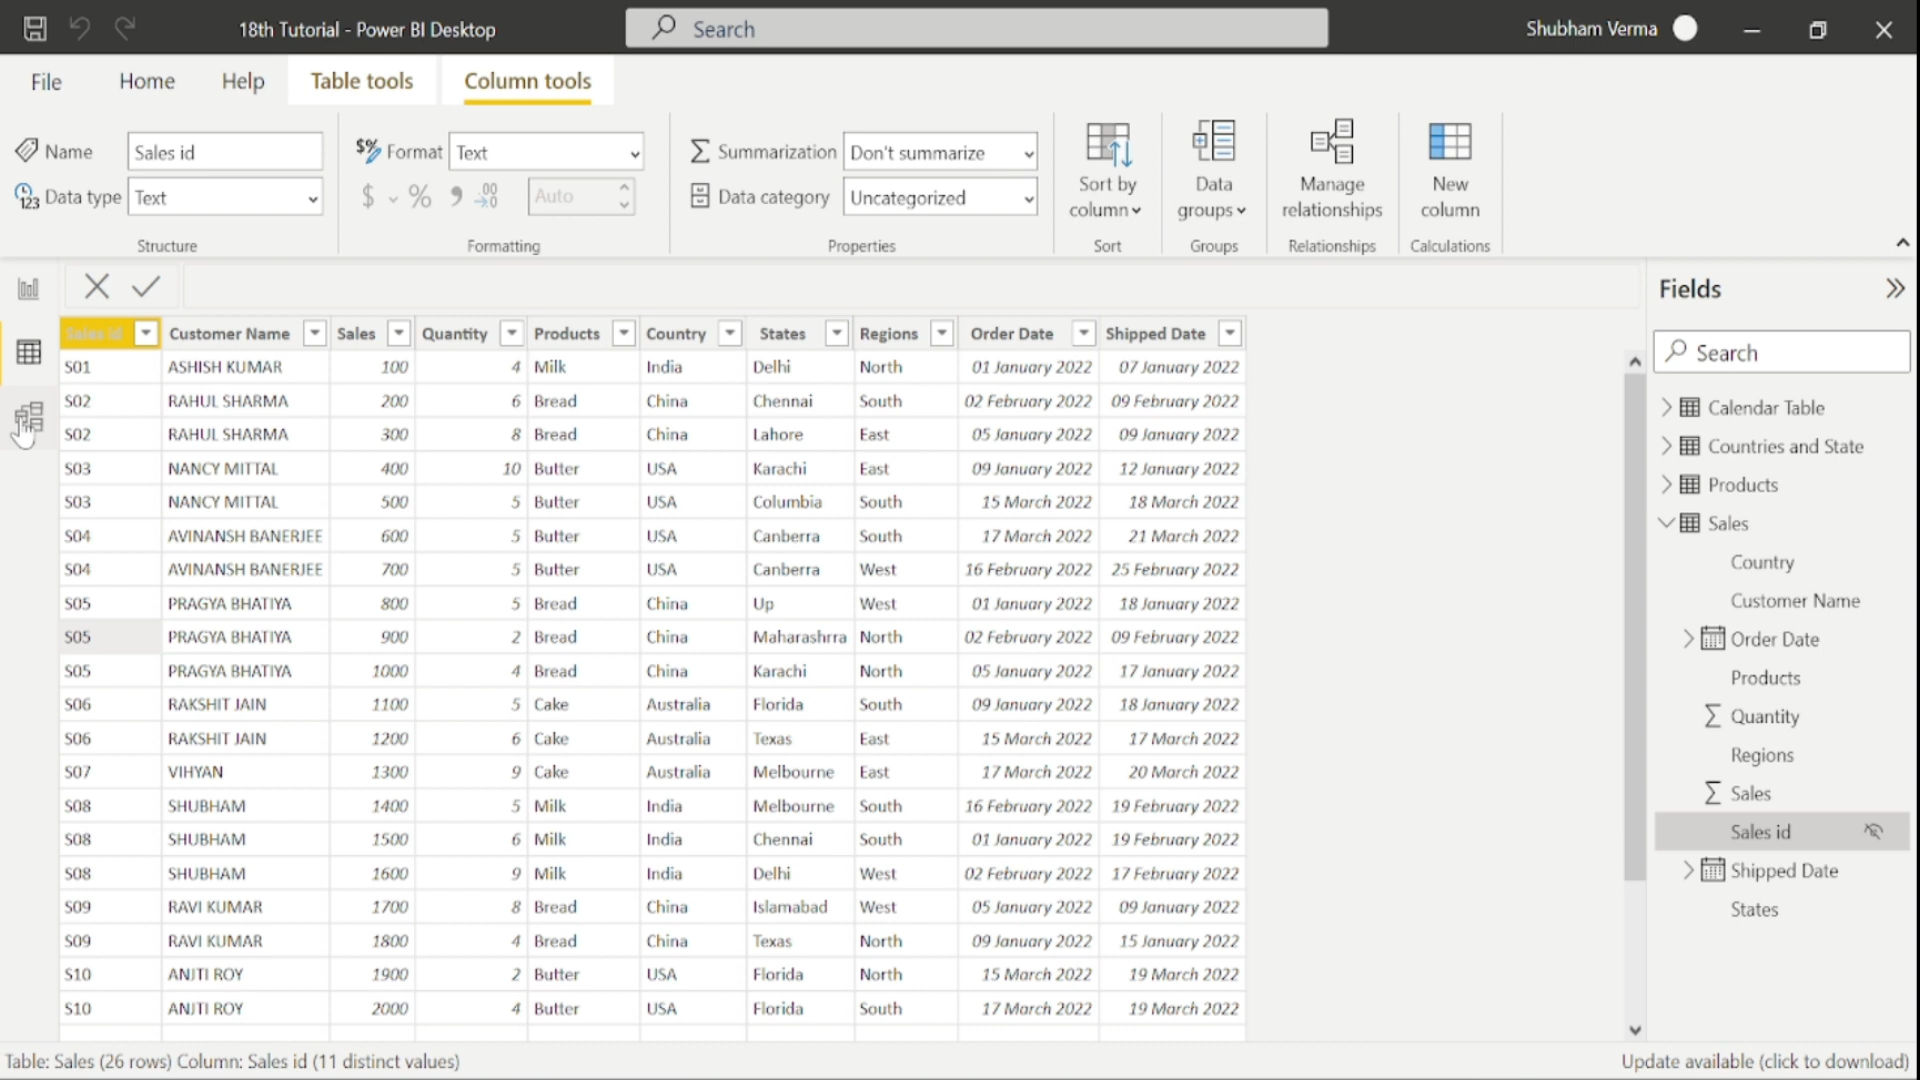 18th Tutorial - Power BI Desktop
Search
Shubham Verma
File Home Help Table tools Column tools
Name Sales id
Data type Text
Structure
Format Text
$ % Auto
Formatting
Summarization Don't summarize
Data category Uncategorized
Properties
Sort by
column
Sort
Data
groups
Groups
Manage
relationships
Relationships
New
column
Calculations
Sales id Customer Name Sales Quantity Products Country States Regions Order Date Shipped Date
S01 ASHISH KUMAR 100 4 Milk India Delhi North 01 January 2022 07 January 2022
S02 RAHUL SHARMA 200 6 Bread China Chennai South 02 February 2022 09 February 2022
S02 RAHUL SHARMA 300 8 Bread China Lahore East 05 January 2022 09 January 2022
S03 NANCY MITTAL 400 10 Butter USA Karachi East 09 January 2022 12 January 2022
S03 NANCY MITTAL 500 5 Butter USA Columbia South 15 March 2022 18 March 2022
S04 AVINANSH BANERJEE 600 5 Butter USA Canberra South 17 March 2022 21 March 2022
S04 AVINANSH BANERJEE 700 5 Butter USA Canberra West 16 February 2022 25 February 2022
S05 PRAGYA BHATIYA 800 5 Bread China Up West 01 January 2022 18 January 2022
S05 PRAGYA BHATIYA 900 2 Bread China Maharashrra North 02 February 2022 09 February 2022
S05 PRAGYA BHATIYA 1000 4 Bread China Karachi North 05 January 2022 17 January 2022
S06 RAKSHIT JAIN 1100 5 Cake Australia Florida South 09 January 2022 18 January 2022
S06 RAKSHIT JAIN 1200 6 Cake Australia Texas East 15 March 2022 17 March 2022
S07 VIHYAN 1300 9 Cake Australia Melbourne East 17 March 2022 20 March 2022
S08 SHUBHAM 1400 5 Milk India Melbourne South 16 February 2022 19 February 2022
S08 SHUBHAM 1500 6 Milk India Chennai South 01 January 2022 19 February 2022
S08 SHUBHAM 1600 9 Milk India Delhi West 02 February 2022 17 February 2022
S09 RAVI KUMAR 1700 8 Bread China Islamabad West 05 January 2022 09 January 2022
S09 RAVI KUMAR 1800 4 Bread China Texas North 09 January 2022 15 January 2022
S10 ANJTI ROY 1900 2 Butter USA Florida North 15 March 2022 19 March 2022
S10 ANJTI ROY 2000 4 Butter USA Florida South 17 March 2022 19 March 2022
Fields
Search
Calendar Table
Countries and State
Products
Sales
Country
Customer Name
Order Date
Products
Quantity
Regions
Sales
Sales id
Shipped Date
States
Table: Sales (26 rows) Column: Sales id (11 distinct values)
Update available (click to download)